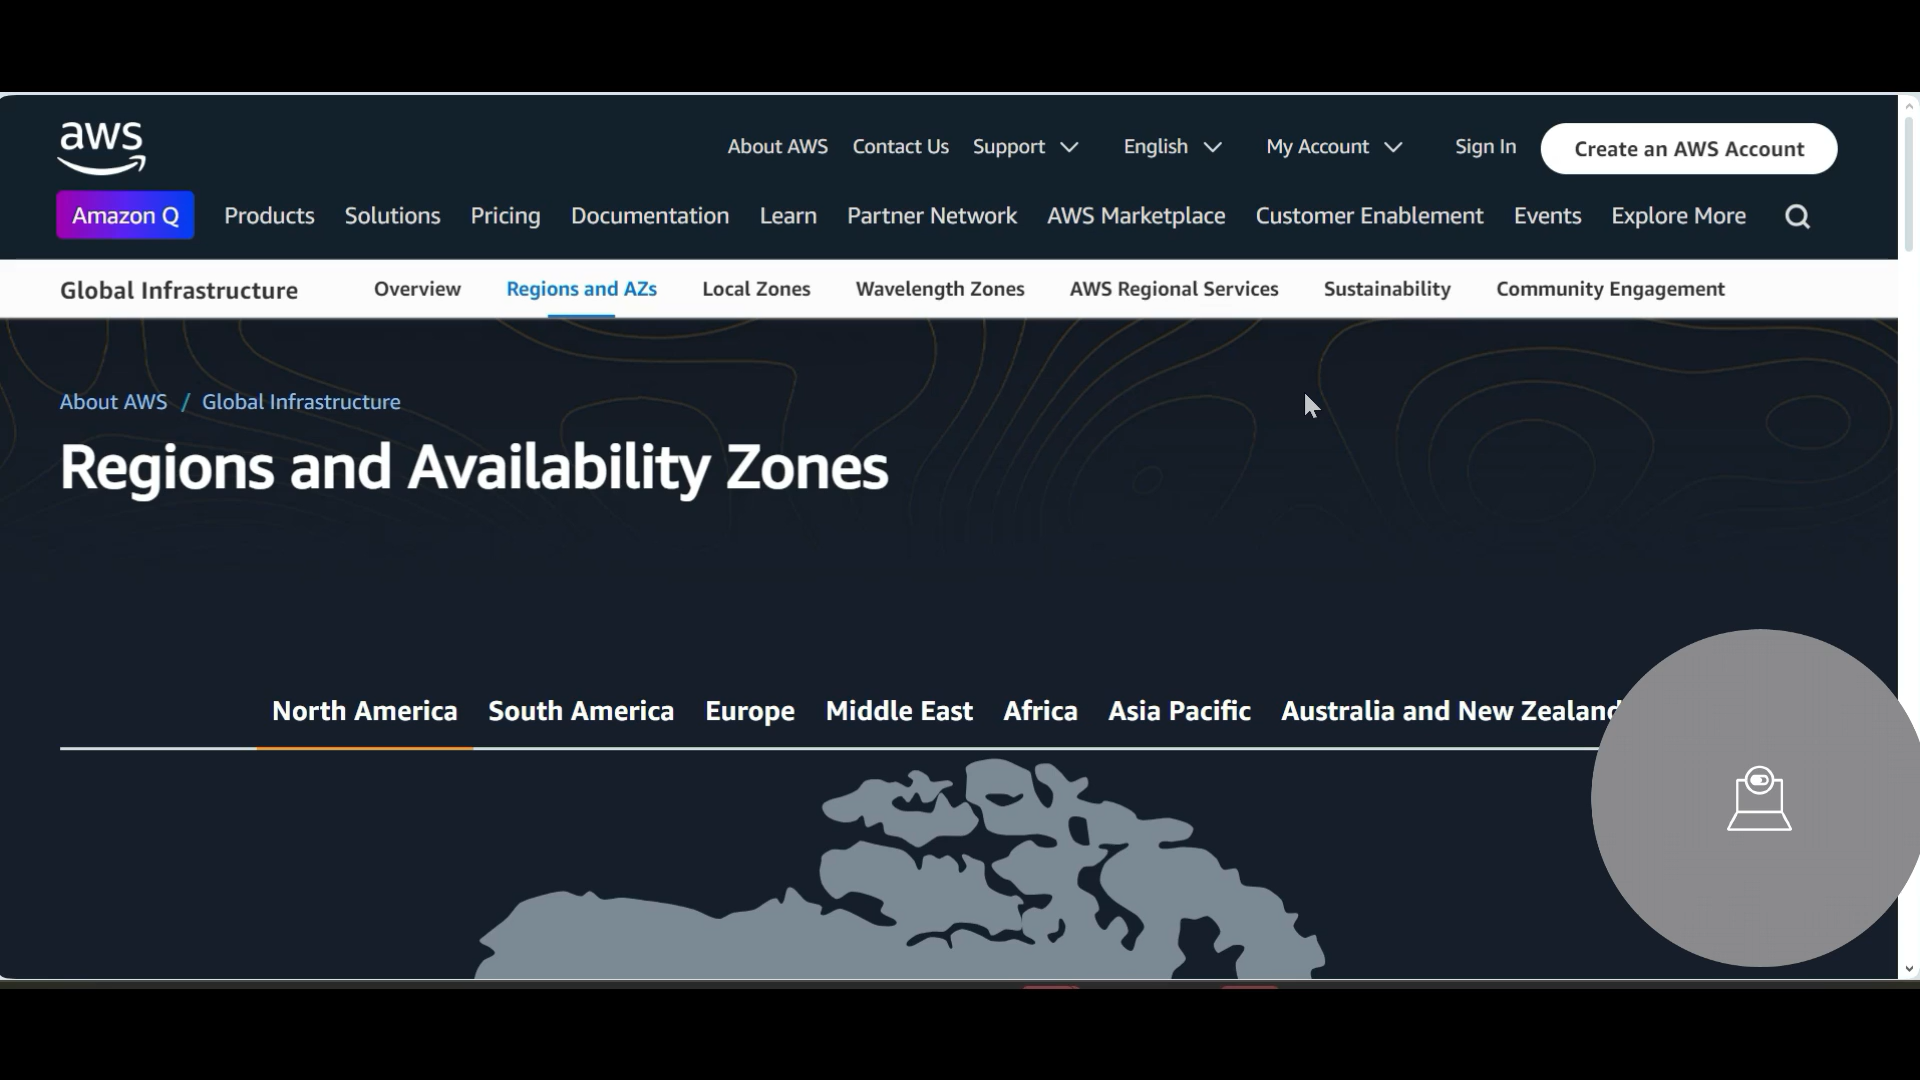 aws
About AWS Contact Us Support English My Account Sign In Create an AWS Account
Amazon Q Products Solutions Pricing Documentation Learn Partner Network AWS Marketplace Customer Enablement Events Explore More
Global Infrastructure Overview Regions and AZs Local Zones Wavelength Zones AWS Regional Services Sustainability Community Engagement
About AWS / Global Infrastructure
Regions and Availability Zones
North America South America Europe Middle East Africa Asia Pacific Australia and New Zealand